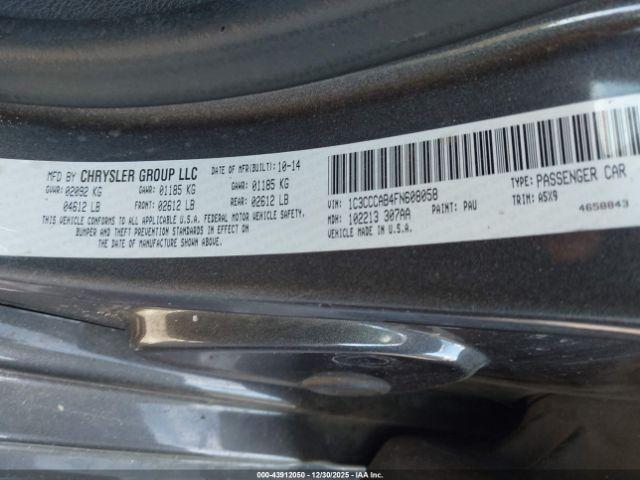 MFD BY CHRYSLER GROUP LLC
DATE OF MFR(BUILT): 10-14
GVWR: 02092 KG
04612 LB
GAWR: 01185 KG
FRONT: 02612 LB
GAWR: 01185 KG
REAR: 02612 LB
THIS VEHICLE CONFORMS TO ALL APPLICABLE U.S.A. FEDERAL MOTOR VEHICLE SAFETY,
BUMPER AND THEFT PREVENTION STANDARDS IN EFFECT ON
THE DATE OF MANUFACTURE SHOWN ABOVE.
VIN: 1C3CCCAB4FN608058
MDH: 102213 307AA
PAINT: PAU
VEHICLE MADE IN U.S.A.
TYPE: PASSENGER CAR
TRIM: A5X9
4658843
000-43912050 - 12/30/2025 - COPYRIGHT IAA, LLC.